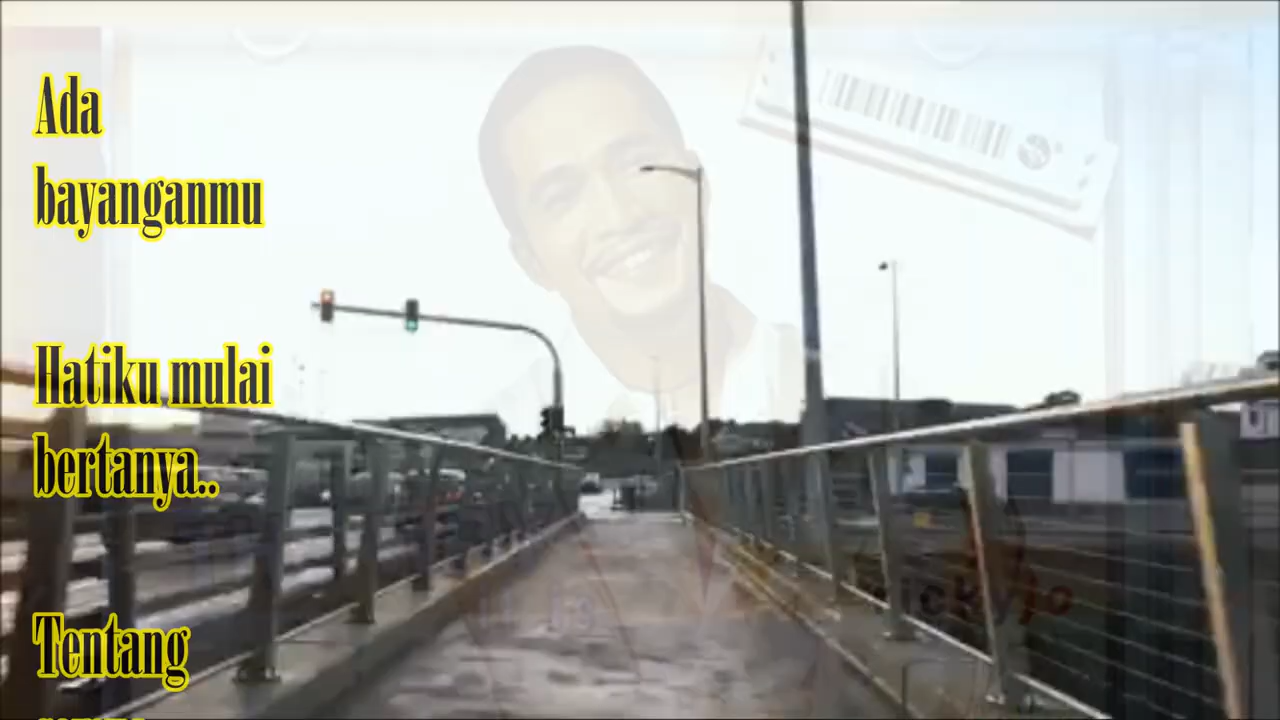 Ada
bayanganmu
Hatiku mulai
bertanya..
Tentang